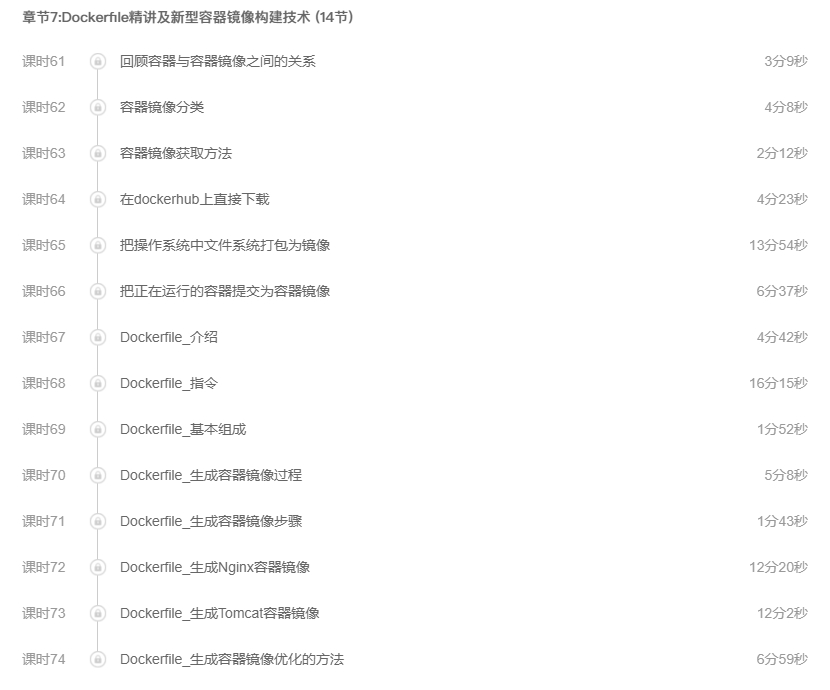 章节7:Dockerfile精讲及新型容器镜像构建技术 (14节)
课时61 回顾容器与容器镜像之间的关系 3分9秒
课时62 容器镜像分类 4分8秒
课时63 容器镜像获取方法 2分12秒
课时64 在dockerhub上直接下载 4分23秒
课时65 把操作系统中文件系统打包为镜像 13分54秒
课时66 把正在运行的容器提交为容器镜像 6分37秒
课时67 Dockerfile_介绍 4分42秒
课时68 Dockerfile_指令 16分15秒
课时69 Dockerfile_基本组成 1分52秒
课时70 Dockerfile_生成容器镜像过程 5分8秒
课时71 Dockerfile_生成容器镜像步骤 1分43秒
课时72 Dockerfile_生成Nginx容器镜像 12分20秒
课时73 Dockerfile_生成Tomcat容器镜像 12分2秒
课时74 Dockerfile_生成容器镜像优化的方法 6分59秒